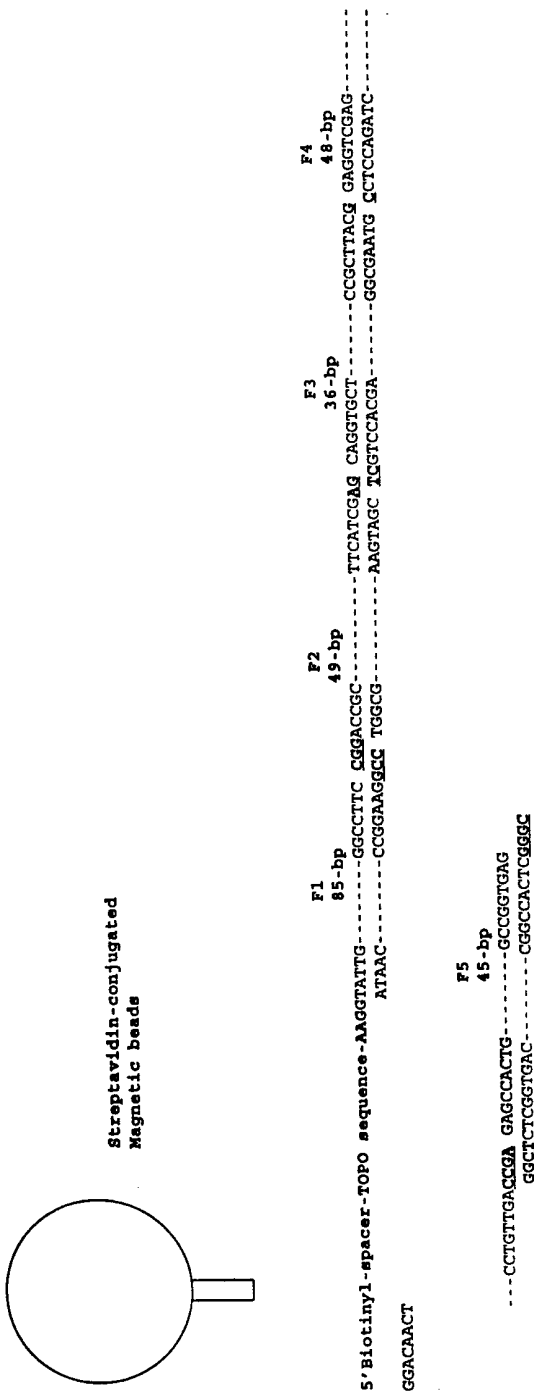 Streptavidin-conjugated
Magnetic beads
F1 F2 F3 F4
85-bp 49-bp 36-bp 48-bp
5'Biotinyl-spacer-TOPO sequence-AAGGTATTG-------GGCCTTC CGGACCGC---------TTCATCGAG CAGGTGCT-------CCGCTTACG GAGGTCGAG-------
ATAAC-------CCGGAAGGCC TGGCG----------AAGTAGC TCGTCCACGA-------GGCGAATG CCTCCAGATC-------
GGACAACT
F5
45-bp
---CCTGTTGACCGA GAGCCACTG-------GCCGGTGAG
GGCTCTCGGTGAC-------CGGCCACTCGGGC